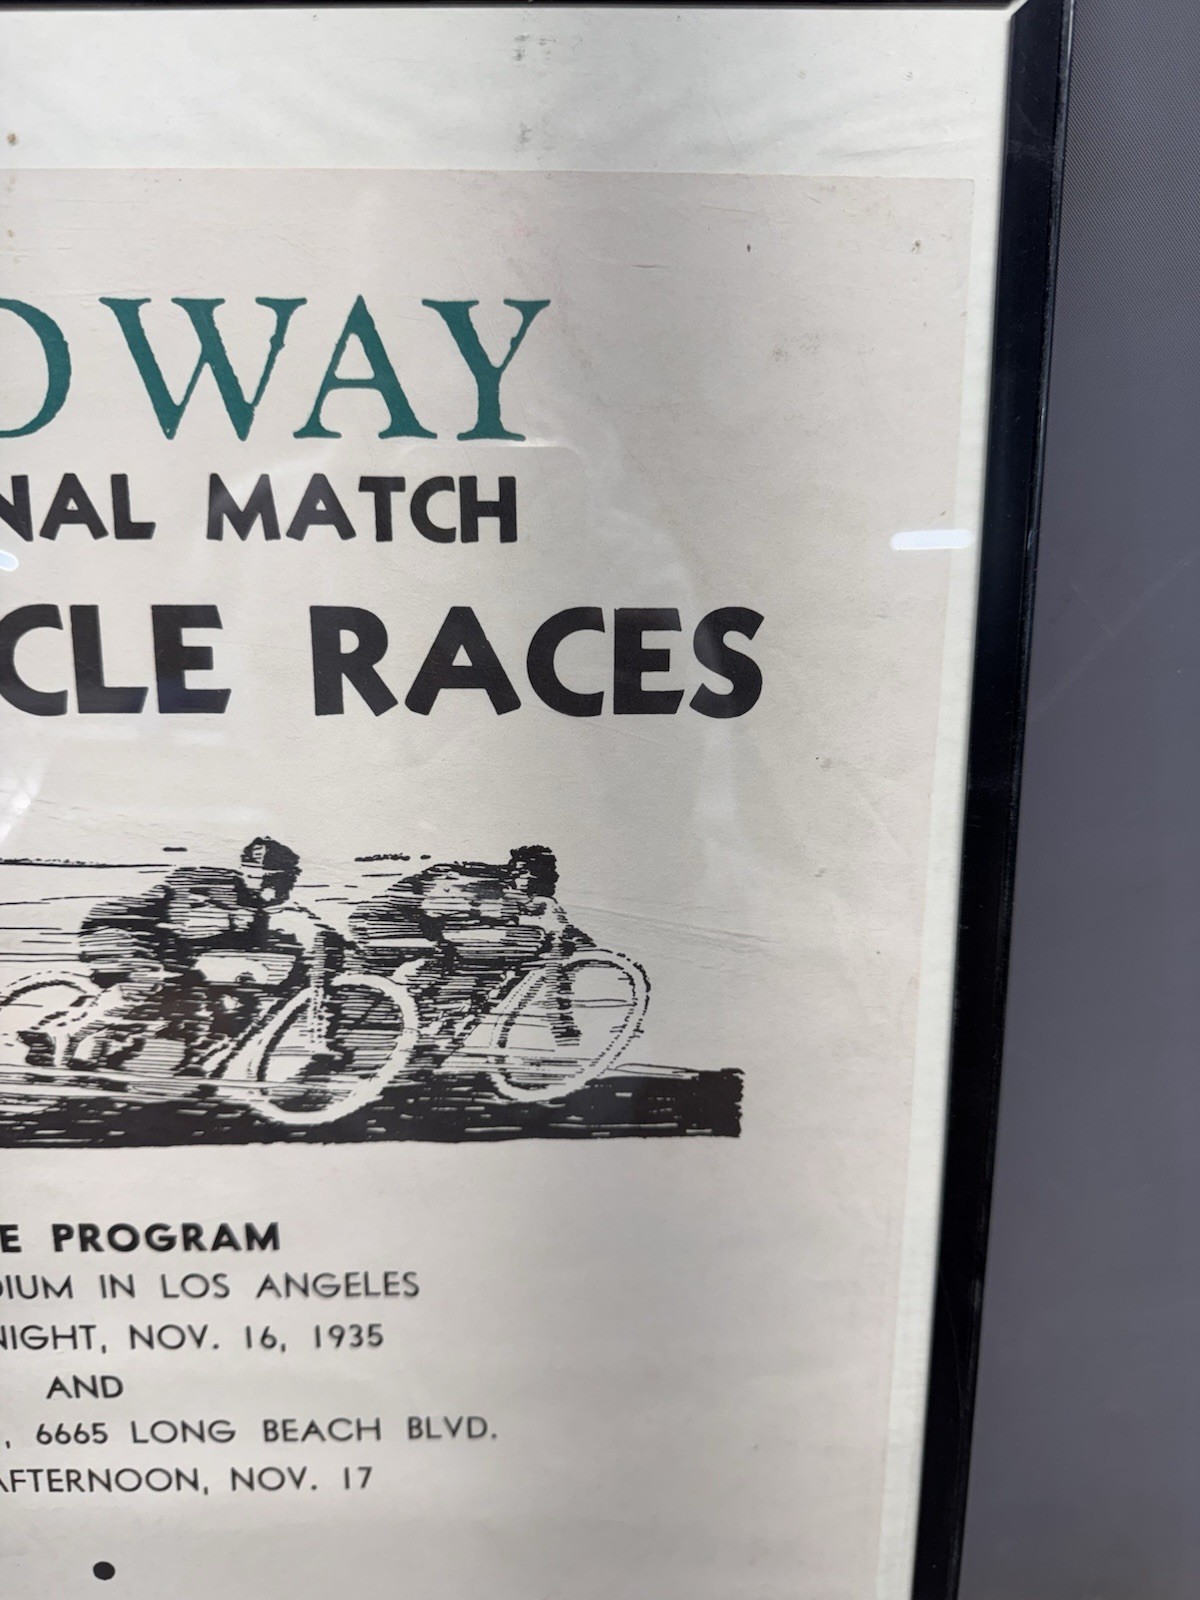 DWAY
NAL MATCH
CLE RACES
E PROGRAM
DIUM IN LOS ANGELES
NIGHT, NOV. 16, 1935
AND
, 6665 LONG BEACH BLVD.
AFTERNOON, NOV. 17